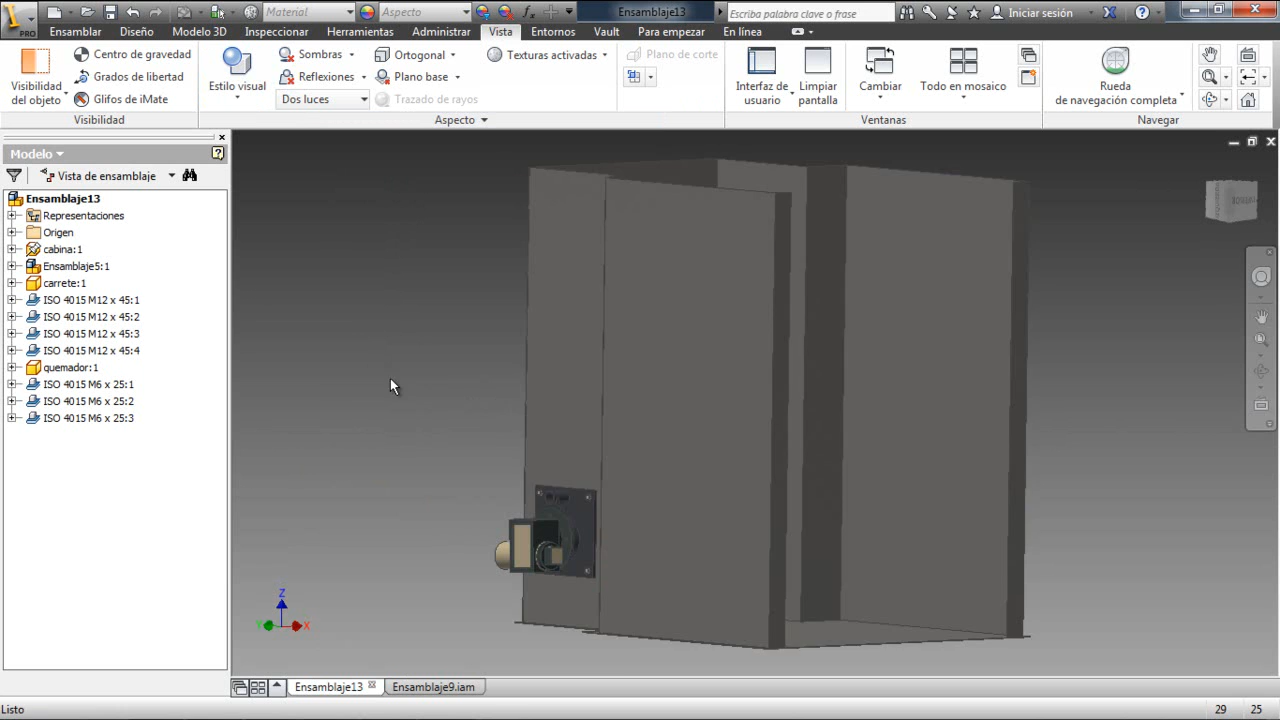 PRO
Material
Aspecto
Ensamblaje13
Escriba palabra clave o frase
Iniciar sesión
Ensamblar
Diseño
Modelo 3D
Inspeccionar
Herramientas
Administrar
Vista
Entornos
Vault
Para empezar
En línea
Visibilidad
del objeto
Centro de gravedad
Grados de libertad
Glifos de iMate
Visibilidad
Estilo visual
Sombras
Reflexiones
Dos luces
Ortogonal
Plano base
Trazado de rayos
Texturas activadas
Aspecto
Plano de corte
Interfaz de
usuario
Limpiar
pantalla
Cambiar
Todo en mosaico
Ventanas
Rueda
de navegación completa
Navegar
Modelo
Vista de ensamblaje
Ensamblaje13
Representaciones
Origen
cabina:1
Ensamblaje5:1
carrete:1
ISO 4015 M12 x 45:1
ISO 4015 M12 x 45:2
ISO 4015 M12 x 45:3
ISO 4015 M12 x 45:4
quemador:1
ISO 4015 M6 x 25:1
ISO 4015 M6 x 25:2
ISO 4015 M6 x 25:3
Z
Y
X
Ensamblaje13
Ensamblaje9.iam
Listo
29
25